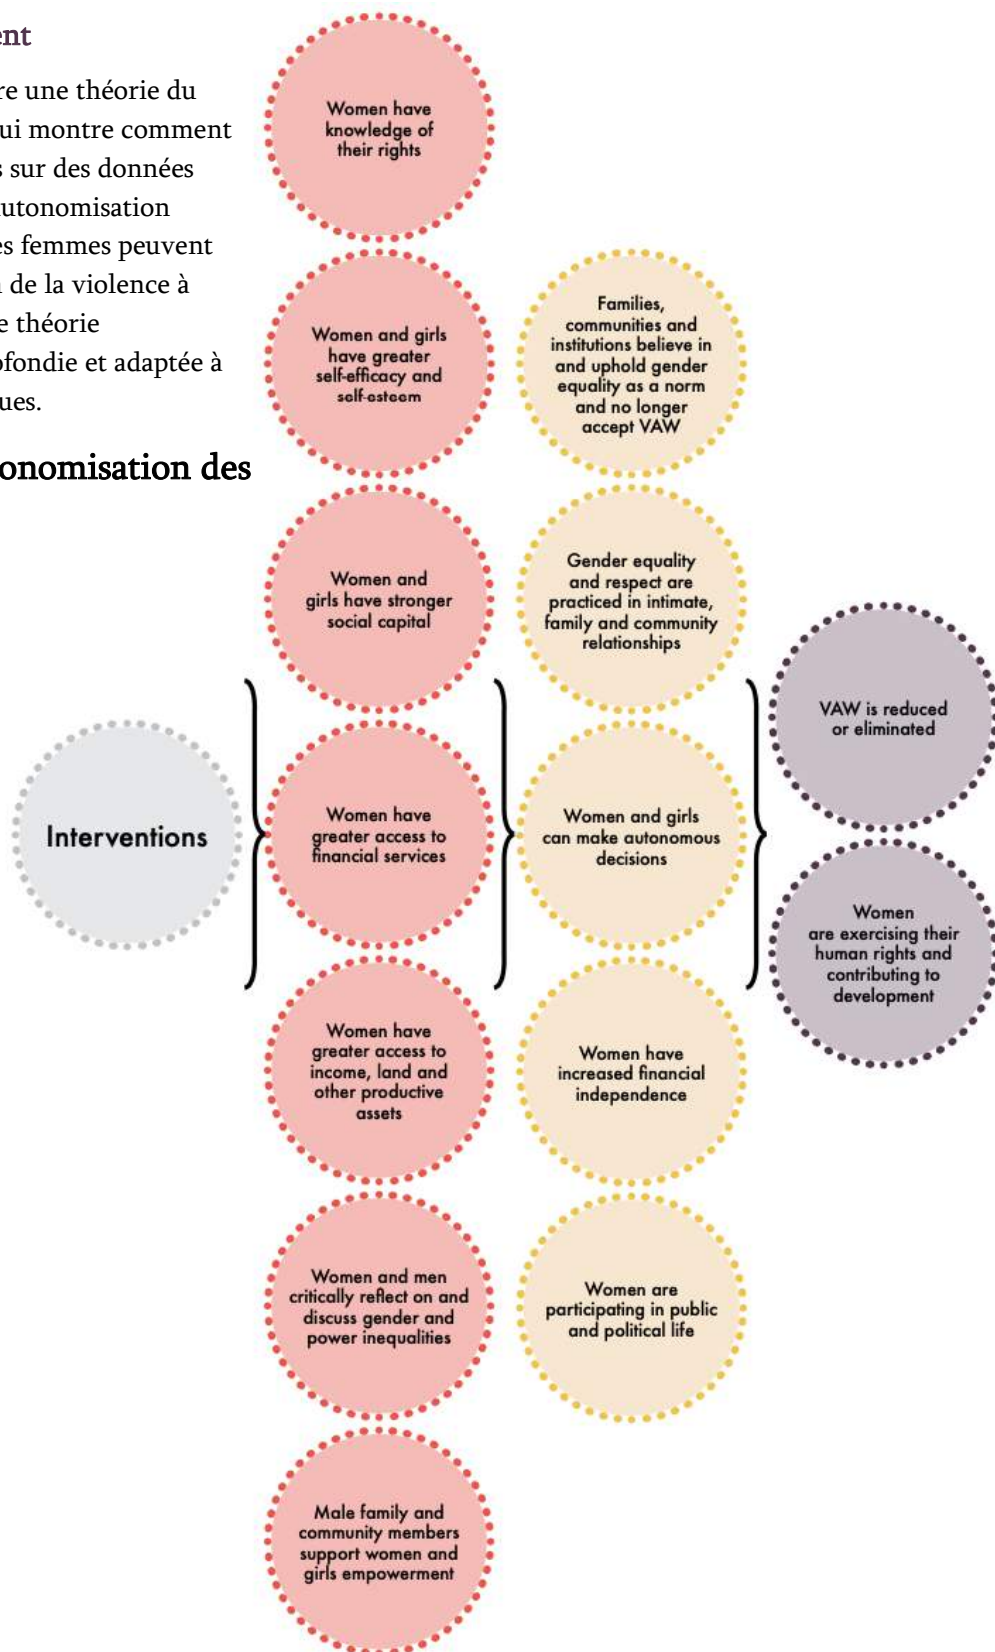 ent
re une théorie du
ui montre comment
s sur des données
utonomisation
es femmes peuvent
n de la violence à
e théorie
ofondie et adaptée à
ues.
onomisation des
Interventions
Women have
knowledge of
their rights
Women and girls
have greater
self-efficacy and
self-esteem
Women and
girls have stronger
social capital
Women have
greater access to
financial services
Women have
greater access to
income, land and
other productive
assets
Women and men
critically reflect on and
discuss gender and
power inequalities
Male family and
community members
support women and
girls empowerment
Families,
communities and
institutions believe in
and uphold gender
equality as a norm
and no longer
accept VAW
Gender equality
and respect are
practiced in intimate,
family and community
relationships
Women and girls
can make autonomous
decisions
Women have
increased financial
independence
Women are
participating in public
and political life
VAW is reduced
or eliminated
Women
are exercising their
human rights and
contributing to
development